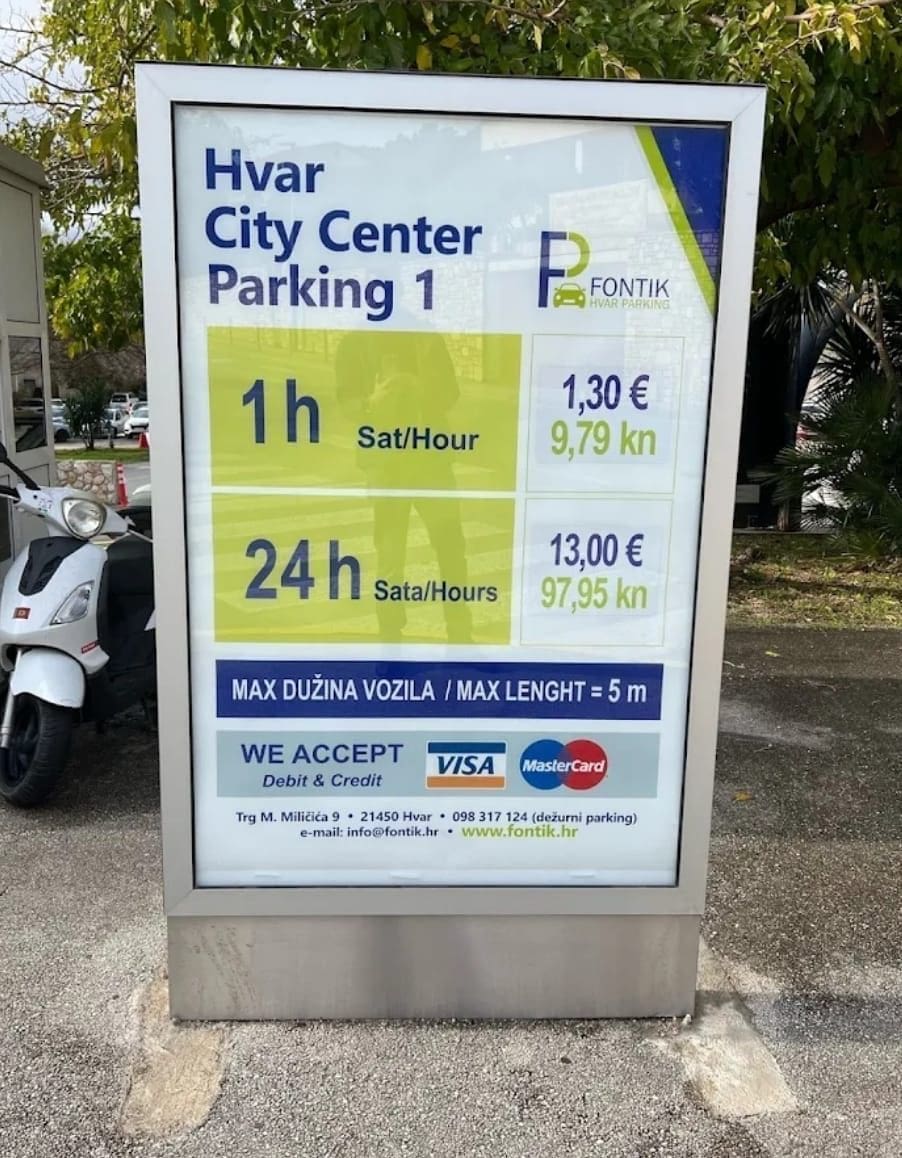 Hvar
City Center
Parking 1
FONTIK
HVAR PARKING
1h Sat/Hour
1,30 €
9,79 kn
24h Sata/Hours
13,00 €
97,95 kn
MAX DUŽINA VOZILA / MAX LENGHT = 5 m
WE ACCEPT
Debit & Credit
VISA
MasterCard
Trg M. Miličića 9 • 21450 Hvar • 098 317 124 (dežurni parking)
e-mail: info@fontik.hr • www.fontik.hr